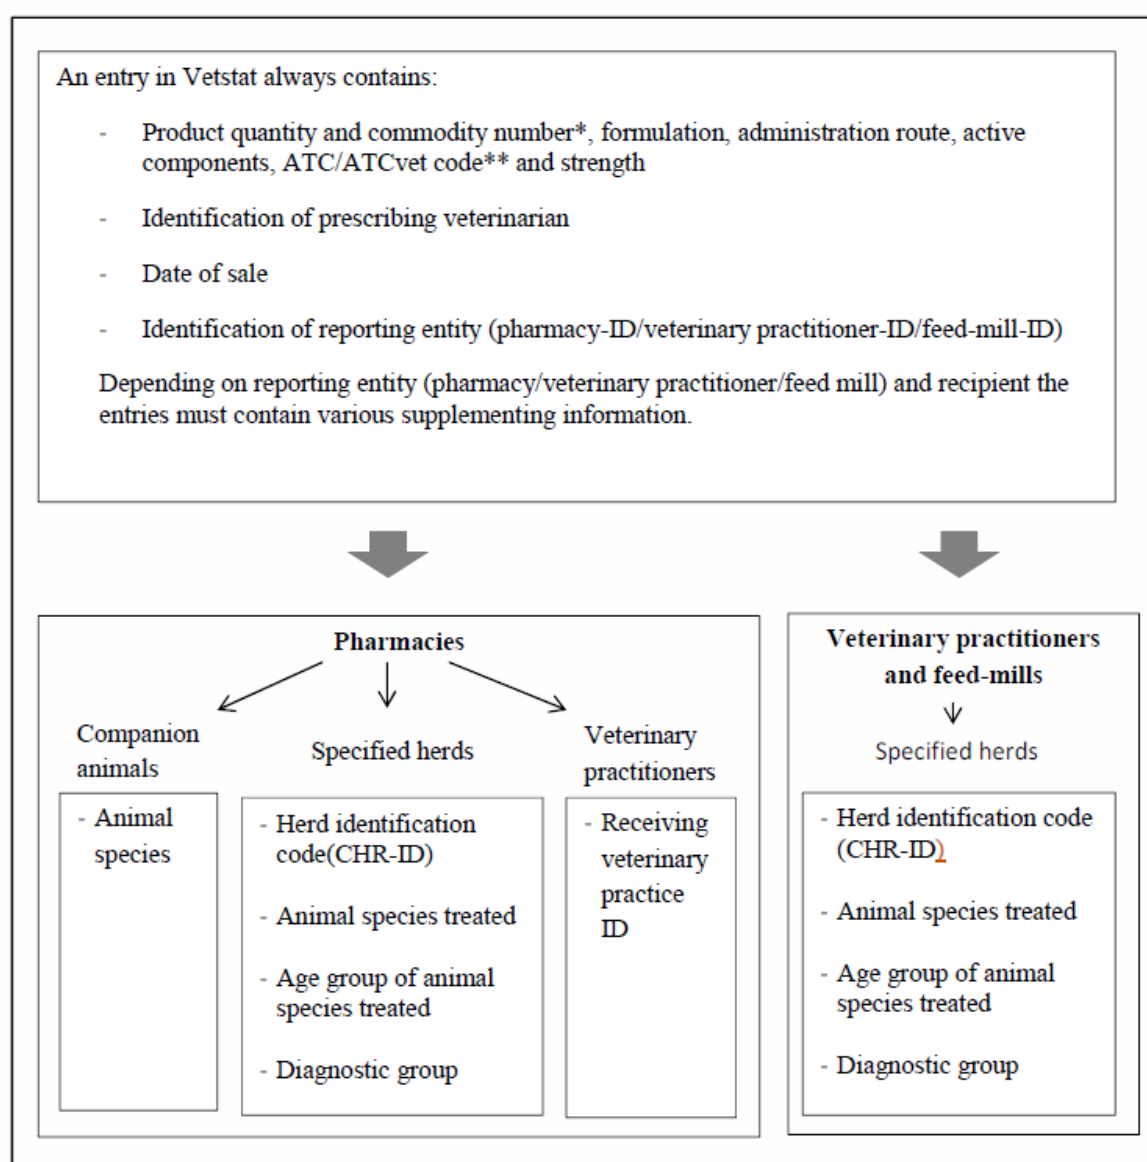 An entry in Vetstat always contains:
- Product quantity and commodity number*, formulation, administration route, active
components, ATC/ATCvet code** and strength
- Identification of prescribing veterinarian
- Date of sale
- Identification of reporting entity (pharmacy-ID/veterinary practitioner-ID/feed-mill-ID)
Depending on reporting entity (pharmacy/veterinary practitioner/feed mill) and recipient the
entries must contain various supplementing information.
Pharmacies
Companion
animals
- Animal
species
Specified herds
- Herd identification
code(CHR-ID)
- Animal species treated
- Age group of animal
species treated
- Diagnostic group
Veterinary
practitioners
- Receiving
veterinary
practice
ID
Veterinary practitioners
and feed-mills
Specified herds
- Herd identification code
(CHR-ID)
- Animal species treated
- Age group of animal
species treated
- Diagnostic group